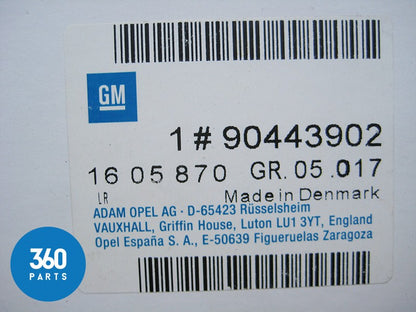 GM
1 # 90443902
16 05 870 GR. 05 .017
LR Made in Denmark
ADAM OPEL AG · D-65423 Rüsselsheim
VAUXHALL, Griffin House, Luton LU1 3YT, England
Opel España S. A., E-50639 Figueruelas Zaragoza
360
PARTS